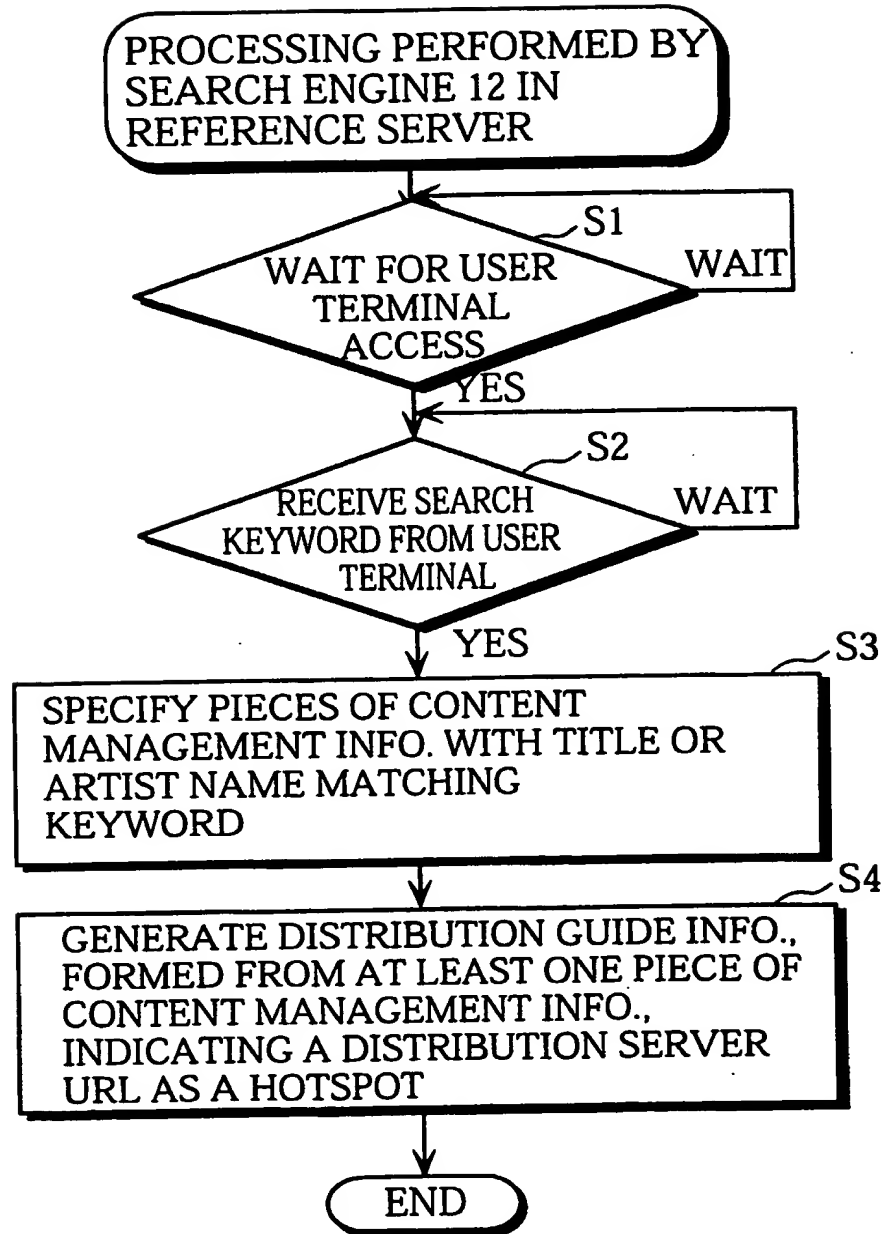 PROCESSING PERFORMED BY
SEARCH ENGINE 12 IN
REFERENCE SERVER
S1
WAIT FOR USER
TERMINAL
ACCESS
WAIT
YES
S2
RECEIVE SEARCH
KEYWORD FROM USER
TERMINAL
WAIT
YES
S3
SPECIFY PIECES OF CONTENT
MANAGEMENT INFO. WITH TITLE OR
ARTIST NAME MATCHING
KEYWORD
S4
GENERATE DISTRIBUTION GUIDE INFO.,
FORMED FROM AT LEAST ONE PIECE OF
CONTENT MANAGEMENT INFO.,
INDICATING A DISTRIBUTION SERVER
URL AS A HOTSPOT
END